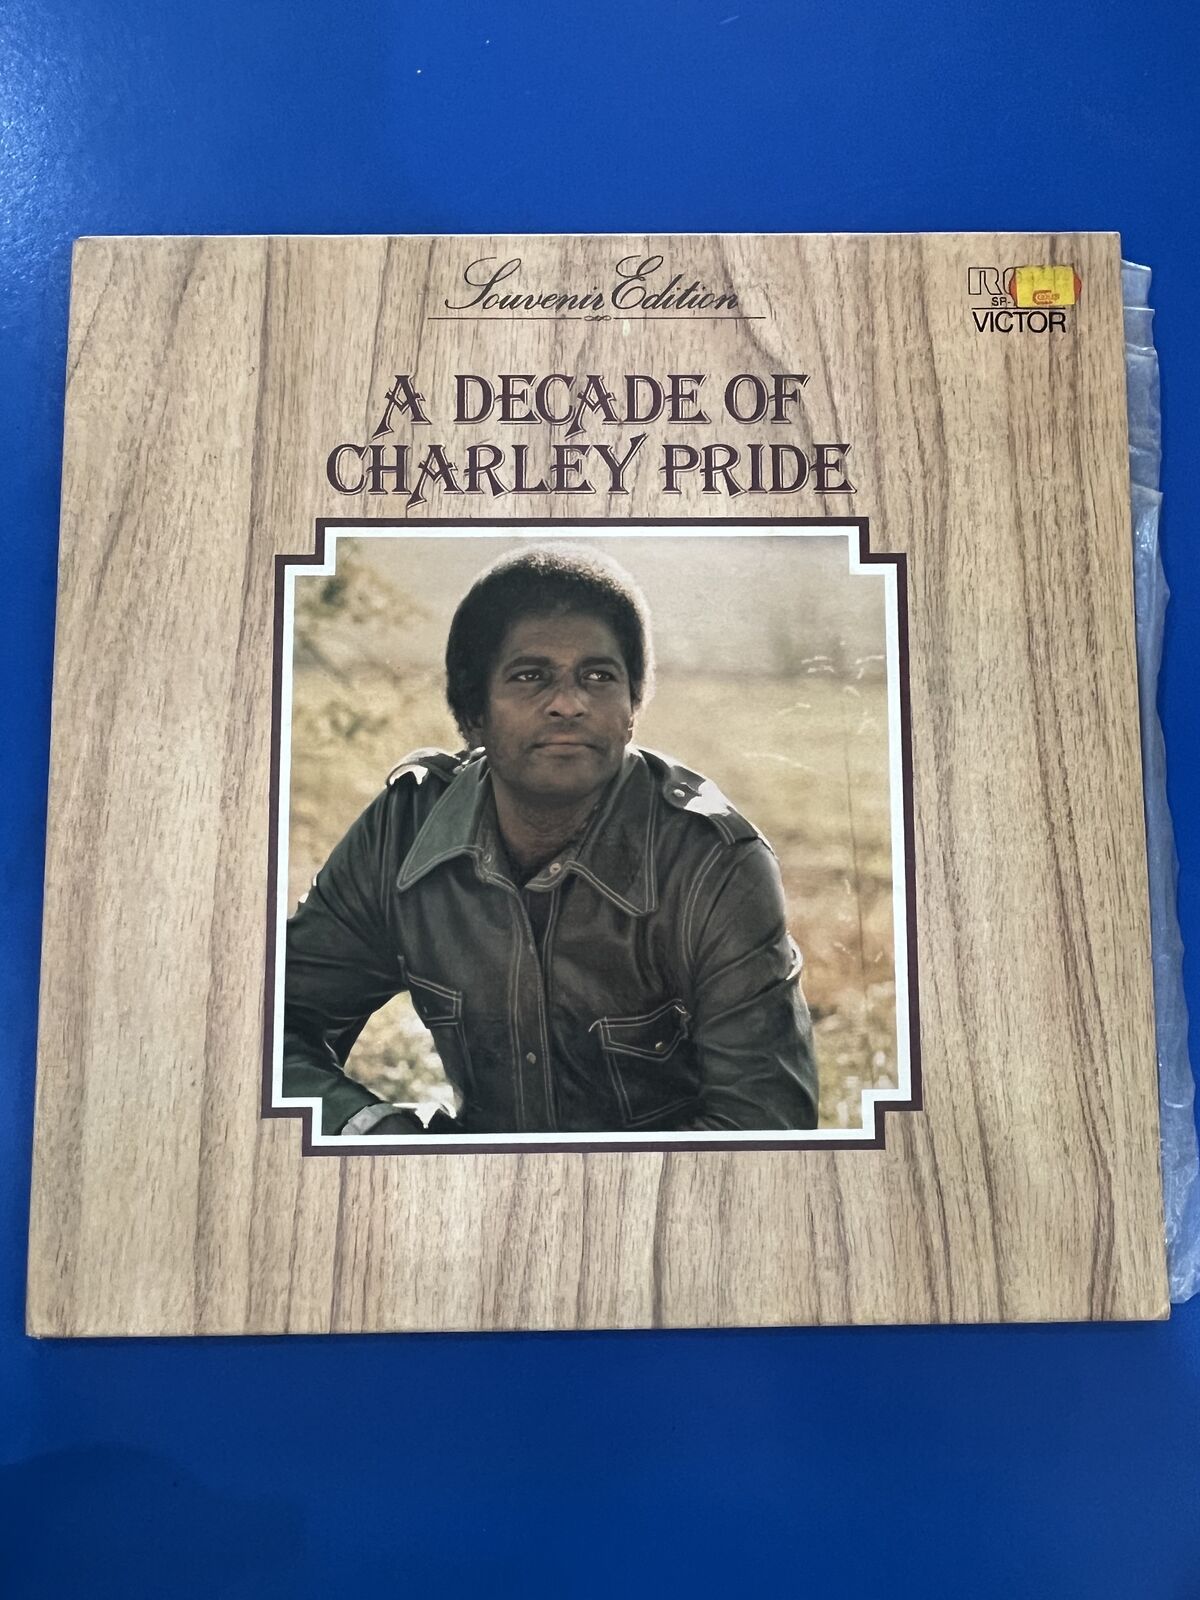 Souvenir Edition
VICTOR
A DECADE OF
CHARLEY PRIDE